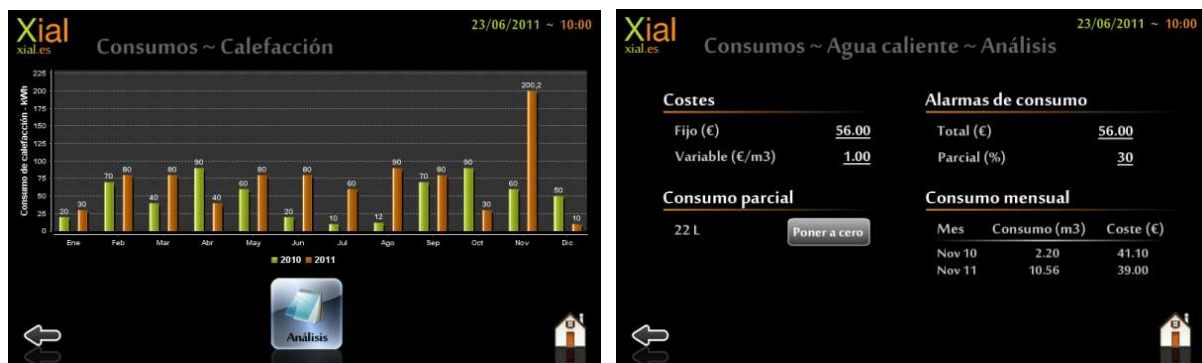 Xial
xial.es
23/06/2011 ~ 10:00
Consumos ~ Calefacción
Consumo de calefacción - kWh
225
200
175
150
125
100
75
50
25
0
20 30 70 80 40 80 90 40 60 80 20 80 10 60 12 90 70 80 90 30 60 200,2 50 10
Ene Feb Mar Abr May Jun Jul Ago Sep Oct Nov Dic
2010 2011
Análisis
Xial
xial.es
23/06/2011 ~ 10:00
Consumos ~ Agua caliente ~ Análisis
Costes
Fijo (€) 56.00
Variable (€/m3) 1.00
Alarmas de consumo
Total (€) 56.00
Parcial (%) 30
Consumo parcial
22 L Poner a cero
Consumo mensual
Mes Consumo (m3) Coste (€)
Nov 10 2.20 41.10
Nov 11 10.56 39.00